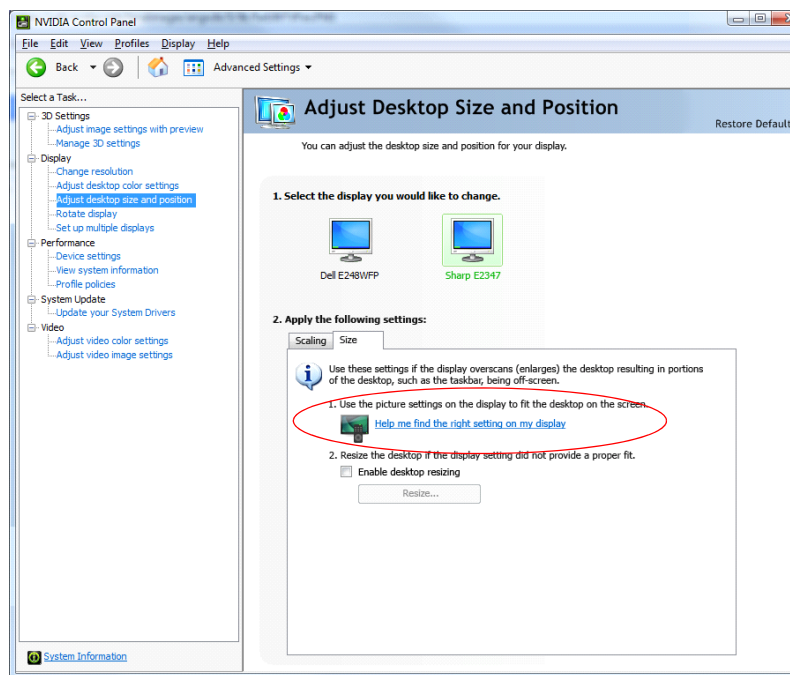 NVIDIA Control Panel
File Edit View Profiles Display Help
Back Advanced Settings
Select a Task...
3D Settings
Adjust image settings with preview
Manage 3D settings
Display
Change resolution
Adjust desktop color settings
Adjust desktop size and position
Rotate display
Set up multiple displays
Performance
Device settings
View system information
Profile policies
System Update
Update your System Drivers
Video
Adjust video color settings
Adjust video image settings
System Information
Adjust Desktop Size and Position
Restore Default
You can adjust the desktop size and position for your display.
1. Select the display you would like to change.
Dell E248WFP Sharp E2347
2. Apply the following settings:
Scaling Size
Use these settings if the display overscans (enlarges) the desktop resulting in portions
of the desktop, such as the taskbar, being off-screen.
1. Use the picture settings on the display to fit the desktop on the screen.
Help me find the right setting on my display
2. Resize the desktop if the display setting did not provide a proper fit.
Enable desktop resizing
Resize...